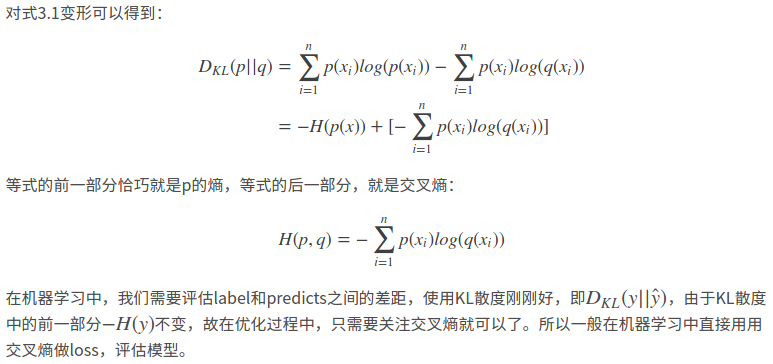 对式3.1变形可以得到：
D_{KL}(p||q) = \sum_{i=1}^{n} p(x_i)log(p(x_i)) − \sum_{i=1}^{n} p(x_i)log(q(x_i))
= −H(p(x)) + [−\sum_{i=1}^{n} p(x_i)log(q(x_i))]
等式的前一部分恰巧就是p的熵，等式的后一部分，就是交叉熵：
H(p, q) = −\sum_{i=1}^{n} p(x_i)log(q(x_i))
在机器学习中，我们需要评估label和predicts之间的差距，使用KL散度刚刚好，即D_{KL}(y||\hat{y})，由于KL散度
中的前一部分−H(y)不变，故在优化过程中，只需要关注交叉熵就可以了。所以一般在机器学习中直接用用
交叉熵做loss，评估模型。